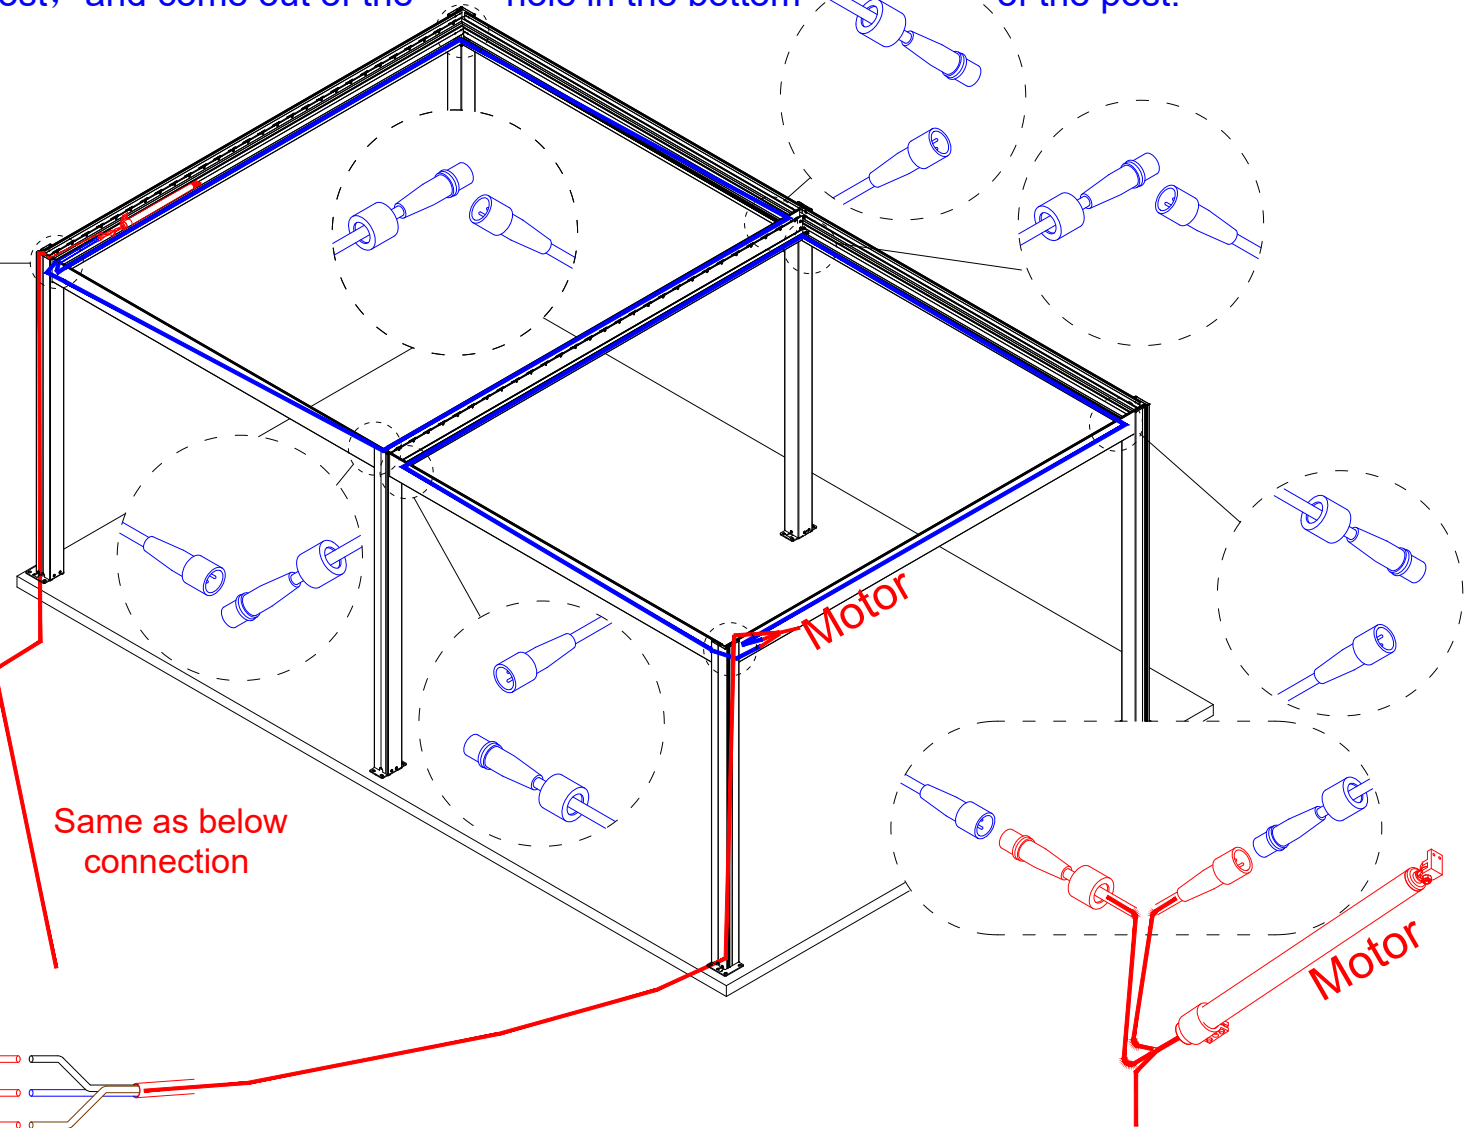 and come out of the hole in the bottom of the post.
Motor
Same as below
connection
Motor